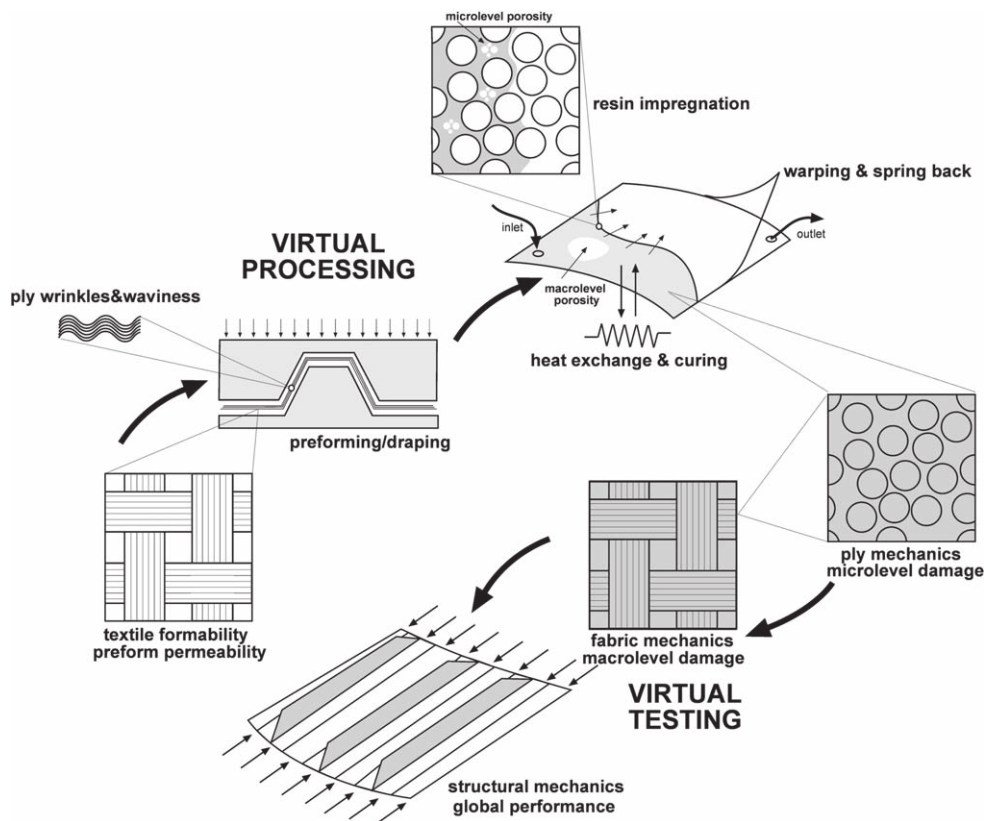 microlevel porosity
resin impregnation
warping & spring back
inlet
outlet
macrolevel
porosity
heat exchange & curing
VIRTUAL
PROCESSING
ply wrinkles&waviness
preforming/draping
textile formability
preform permeability
ply mechanics
microlevel damage
fabric mechanics
macrolevel damage
VIRTUAL
TESTING
structural mechanics
global performance